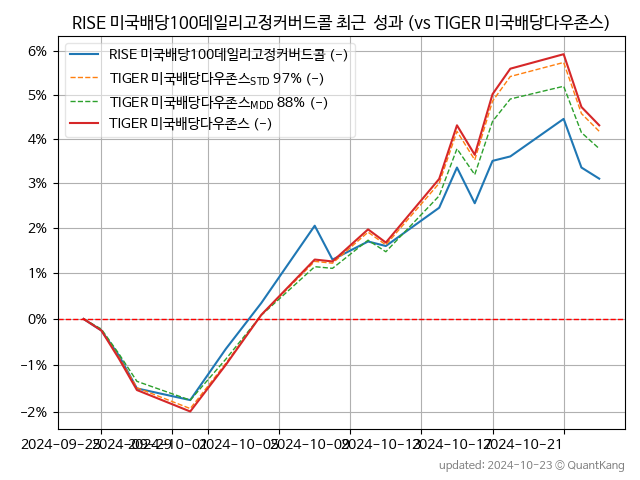 RISE 미국배당100데일리고정커버드콜 최근 성과 (vs TIGER 미국배당다우존스)
RISE 미국배당100데일리고정커버드콜 (-)
TIGER 미국배당다우존스STD 97% (-)
TIGER 미국배당다우존스MDD 88% (-)
TIGER 미국배당다우존스 (-)
6%
5%
4%
3%
2%
1%
0%
-1%
-2%
2024-09-25 2024-09-29 2024-10-01 2024-10-05 2024-10-09 2024-10-13 2024-10-17 2024-10-21
updated: 2024-10-23 © QuantKang